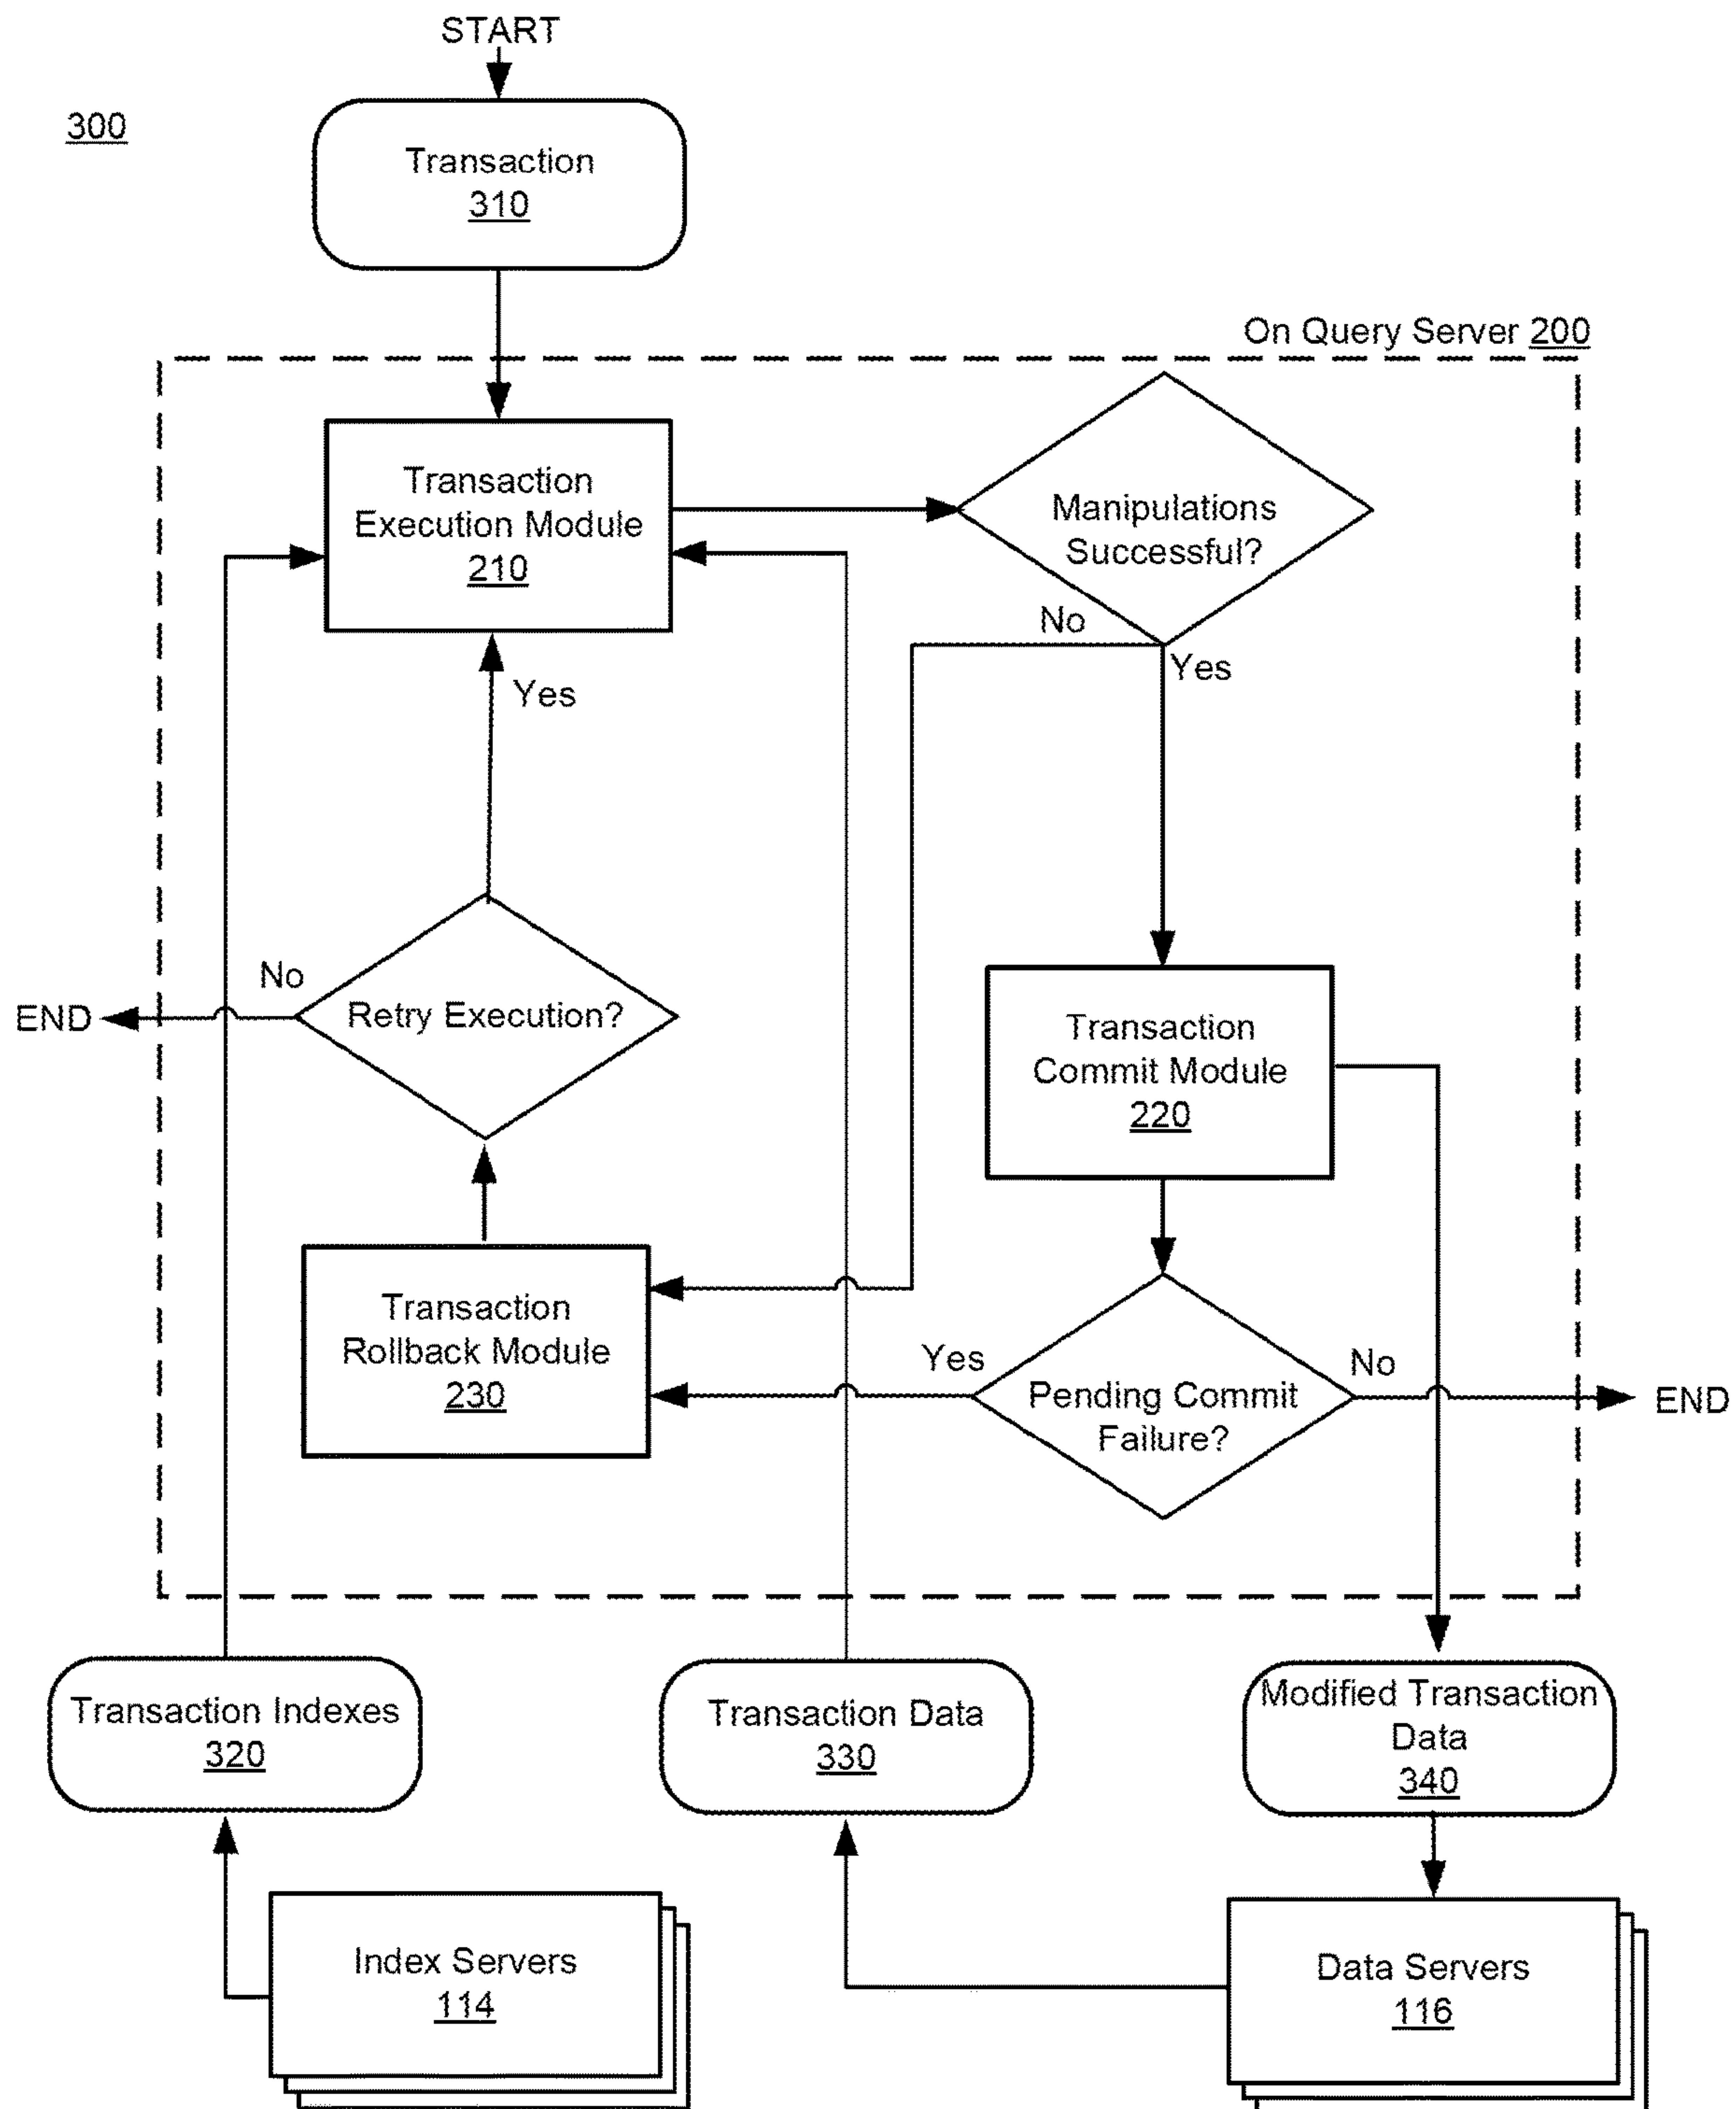 START
300
Transaction
310
On Query Server 200
Transaction
Execution Module
210
Manipulations
Successful?
No
Yes
Yes
No
END
Retry Execution?
Transaction
Commit Module
220
Transaction
Rollback Module
230
Yes
Pending Commit
Failure?
No
END
Transaction Indexes
320
Transaction Data
330
Modified Transaction
Data
340
Index Servers
114
Data Servers
116